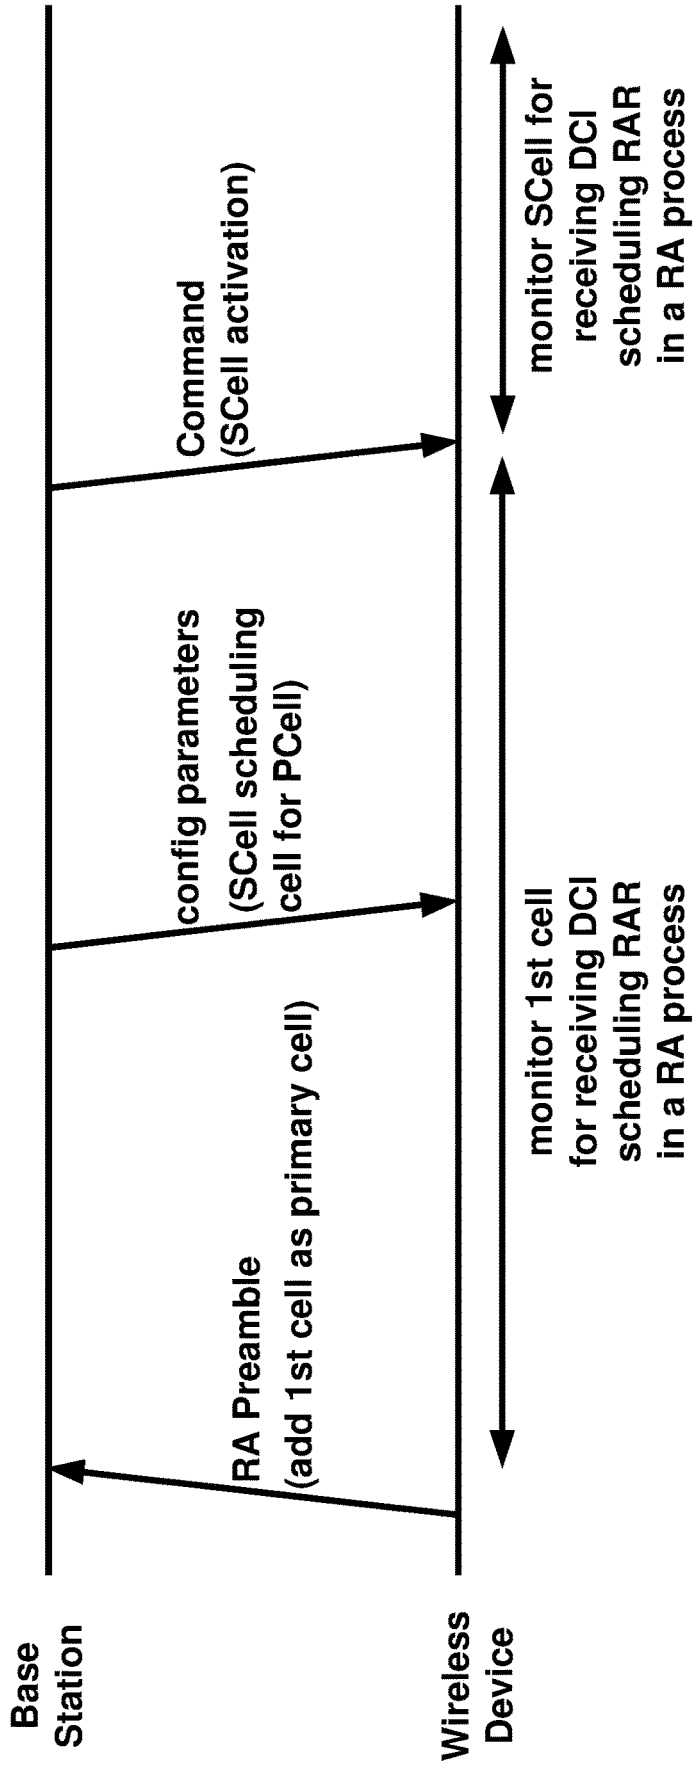 Base
Station
Wireless
Device
RA Preamble
(add 1st cell as primary cell)
config parameters
(SCell scheduling
cell for PCell)
Command
(SCell activation)
monitor 1st cell
for receiving DCI
scheduling RAR
in a RA process
monitor SCell for
receiving DCI
scheduling RAR
in a RA process